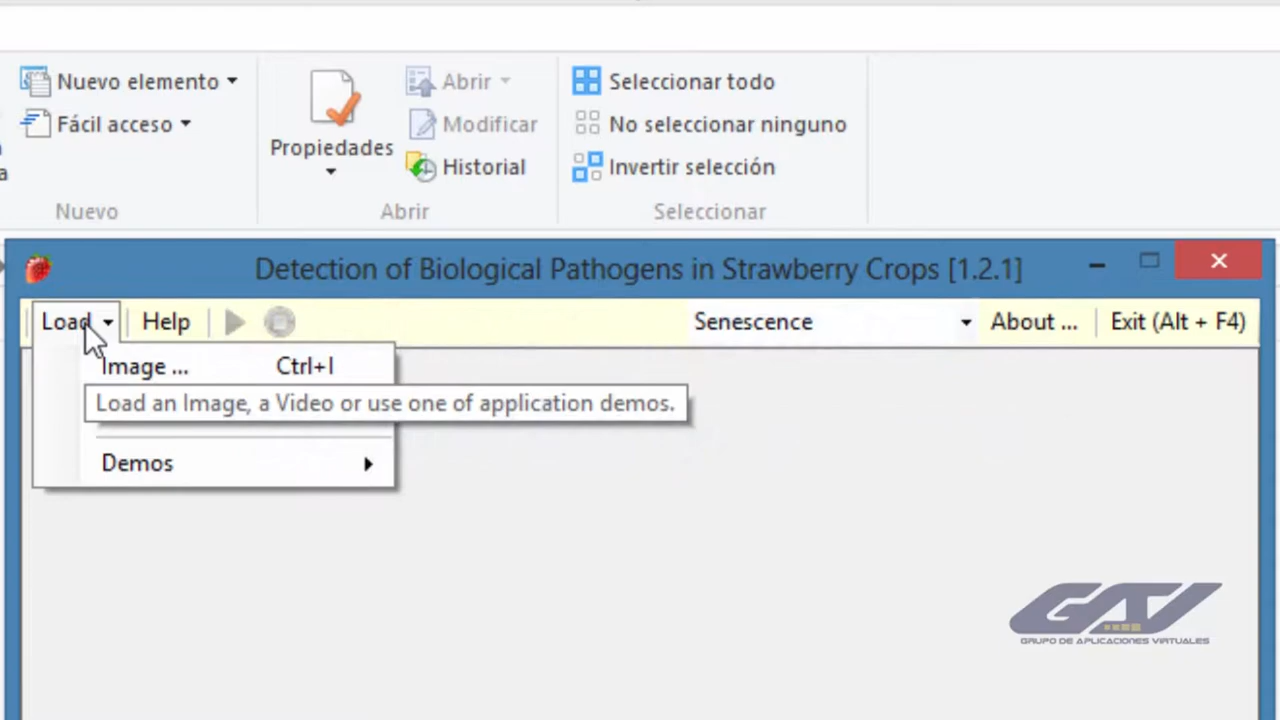 Nuevo elemento
Fácil acceso
a
Nuevo
Propiedades
Abrir
Modificar
Historial
Abrir
Seleccionar todo
No seleccionar ninguno
Invertir selección
Seleccionar
Detection of Biological Pathogens in Strawberry Crops [1.2.1]
Load Help Senescence About ... Exit (Alt + F4)
Image ... Ctrl+I
Load an Image, a Video or use one of application demos.
Demos
GAV
GRUPO DE APLICACIONES VIRTUALES